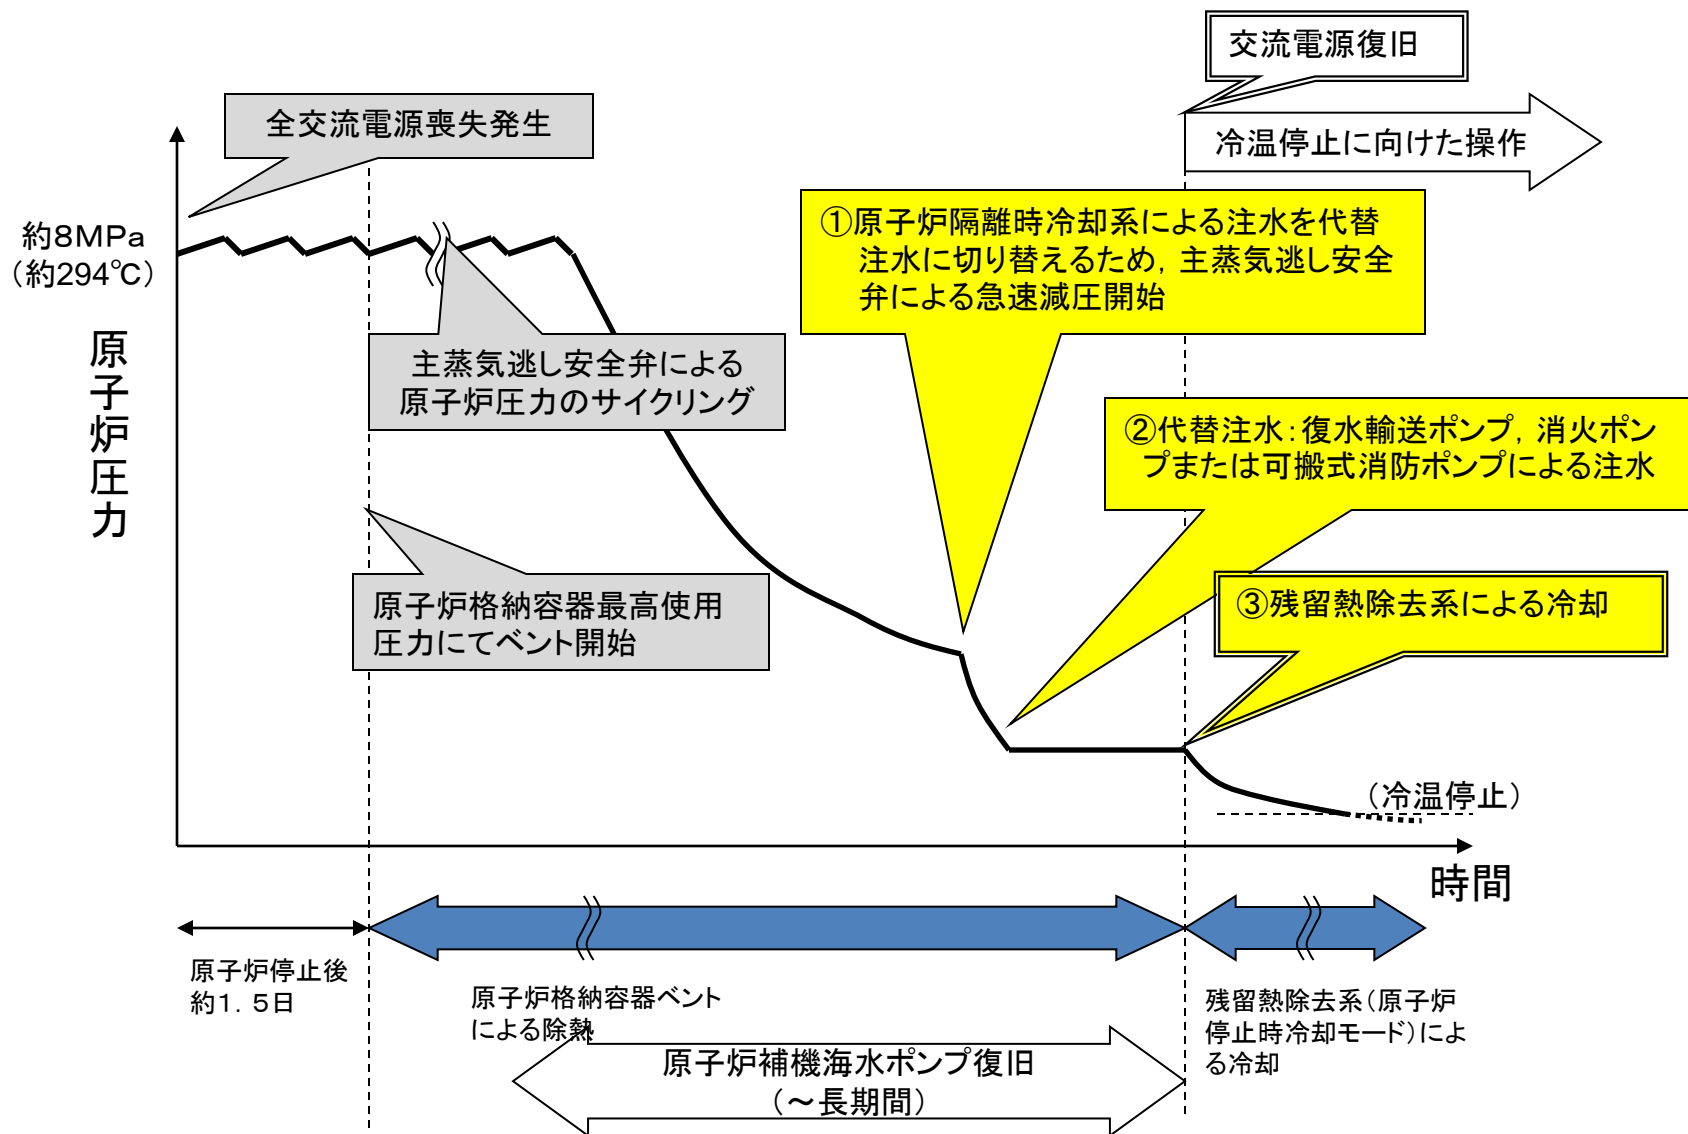 交流電源復旧
全交流電源喪失発生
冷温停止に向けた操作
約8MPa
（約294℃）
①原子炉隔離時冷却系による注水を代替
注水に切り替えるため，主蒸気逃し安全
弁による急速減圧開始
原子炉圧力
主蒸気逃し安全弁による
原子炉圧力のサイクリング
②代替注水：復水輸送ポンプ，消火ポン
プまたは可搬式消防ポンプによる注水
原子炉格納容器最高使用
圧力にてベント開始
③残留熱除去系による冷却
（冷温停止）
時間
原子炉停止後
約1．5日
原子炉格納容器ベント
による除熱
残留熱除去系（原子炉
停止時冷却モード）によ
る冷却
原子炉補機海水ポンプ復旧
（～長期間）